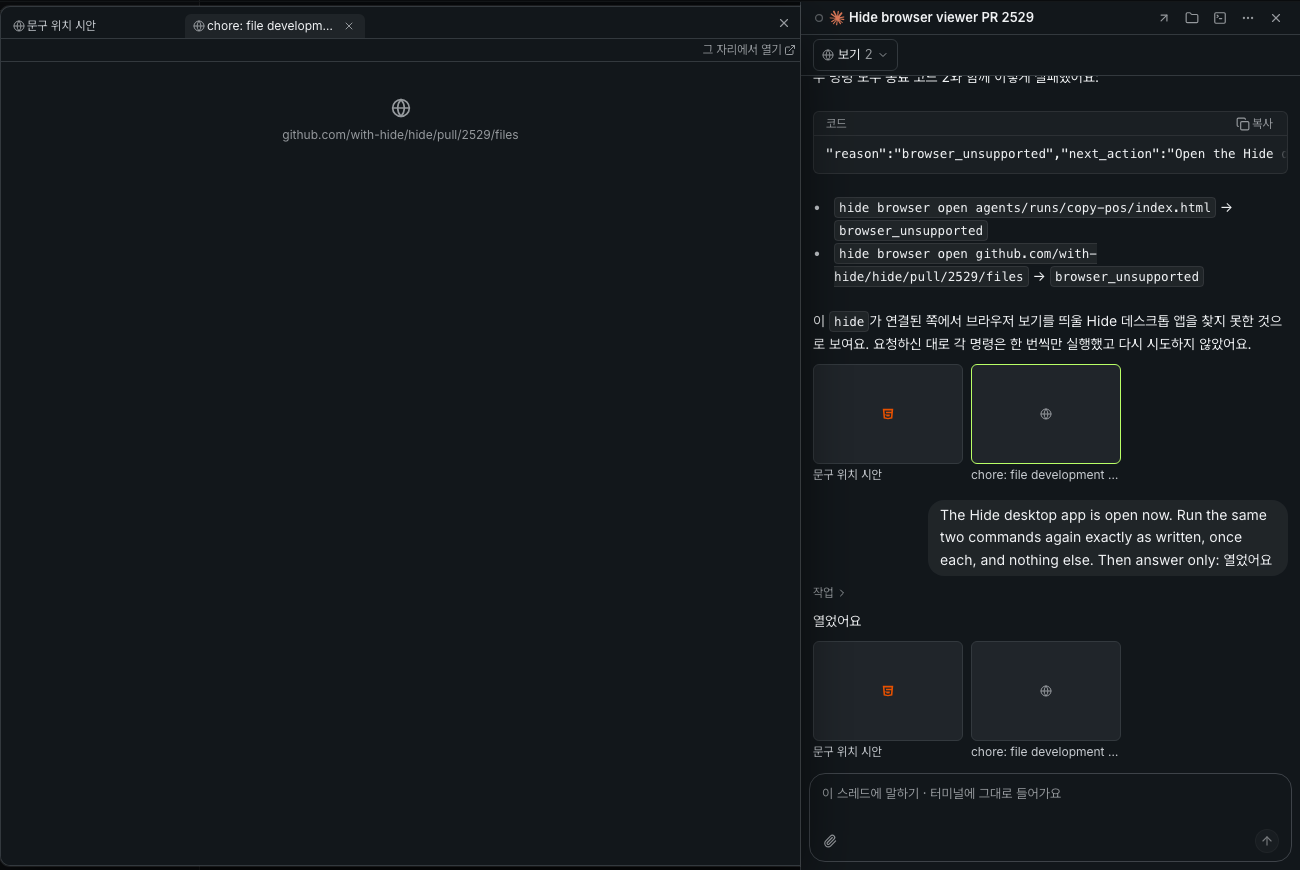 문구 위치 시안
chore: file developm...
그 자리에서 열기
github.com/with-hide/hide/pull/2529/files
Hide browser viewer PR 2529
보기 2
코드
복사
"reason":"browser_unsupported","next_action":"Open the Hide
hide browser open agents/runs/copy-pos/index.html →
browser_unsupported
hide browser open github.com/with-
hide/hide/pull/2529/files → browser_unsupported
이 hide가 연결된 쪽에서 브라우저 보기를 띄울 Hide 데스크톱 앱을 찾지 못한 것으
로 보여요. 요청하신 대로 각 명령은 한 번씩만 실행했고 다시 시도하지 않았어요.
문구 위치 시안
chore: file development ...
The Hide desktop app is open now. Run the same
two commands again exactly as written, once
each, and nothing else. Then answer only: 열었어요
작업
열었어요
문구 위치 시안
chore: file development ...
이 스레드에 말하기 · 터미널에 그대로 들어가요